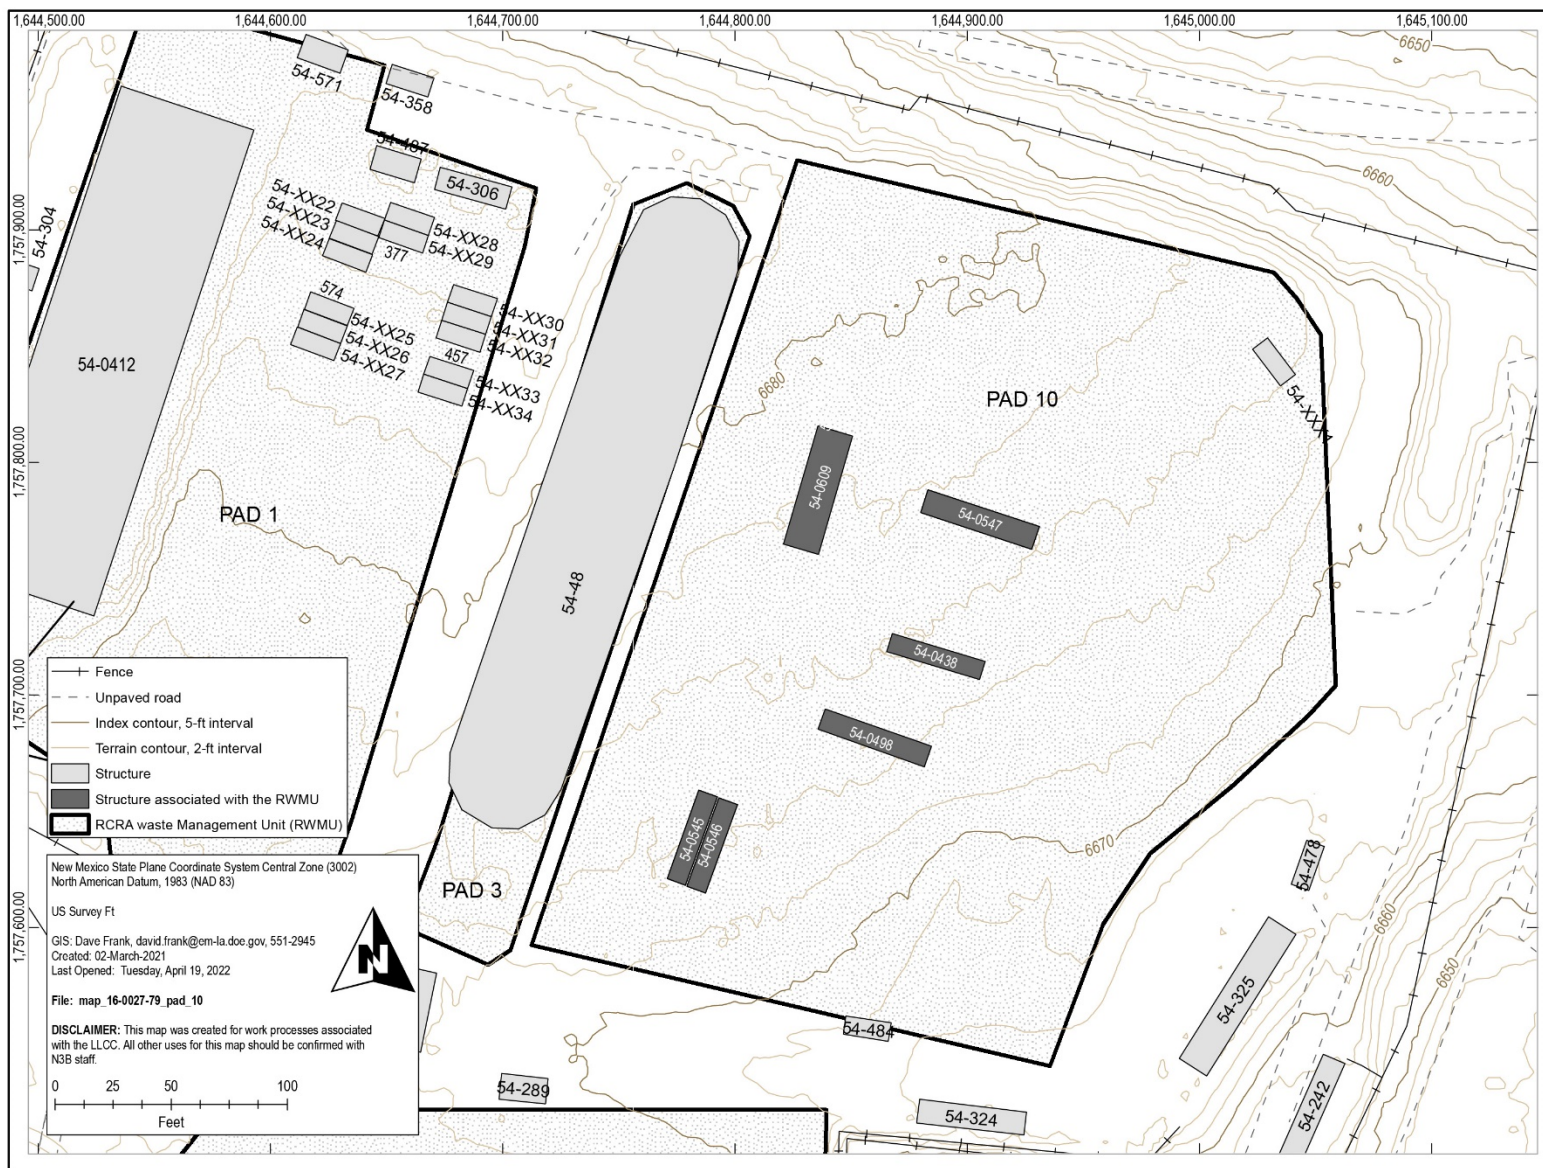 1,644,500.00
1,644,600.00
1,644,700.00
1,644,800.00
1,644,900.00
1,645,000.00
1,645,100.00
6650
54-571
54-358
54-487
54-306
6660
54-304
54-XX22
54-XX23
54-XX24
54-XX28
54-XX29
377
1,757,900.00
574
54-XX25
54-XX26
54-XX27
54-XX30
54-XX31
54-XX32
457
54-XX33
54-XX34
54-0412
6680
PAD 10
1,757,800.00
54-0609
54-0547
PAD 1
54-48
54-0438
1,757,700.00
54-0498
Fence
Unpaved road
Index contour, 5-ft interval
Terrain contour, 2-ft interval
Structure
Structure associated with the RWMU
RCRA waste Management Unit (RWMU)
54-0545
54-0546
6670
54-478
PAD 3
1,757,600.00
6660
6650
New Mexico State Plane Coordinate System Central Zone (3002)
North American Datum, 1983 (NAD 83)
US Survey Ft
GIS: Dave Frank, david.frank@em-la.doe.gov, 551-2945
Created: 02-March-2021
Last Opened: Tuesday, April 19, 2022
N
File: map_16-0027-79_pad_10
DISCLAIMER: This map was created for work processes associated
with the LLCC. All other uses for this map should be confirmed with
N3B staff.
0 25 50 100
Feet
54-325
54-484
54-289
54-324
54-242